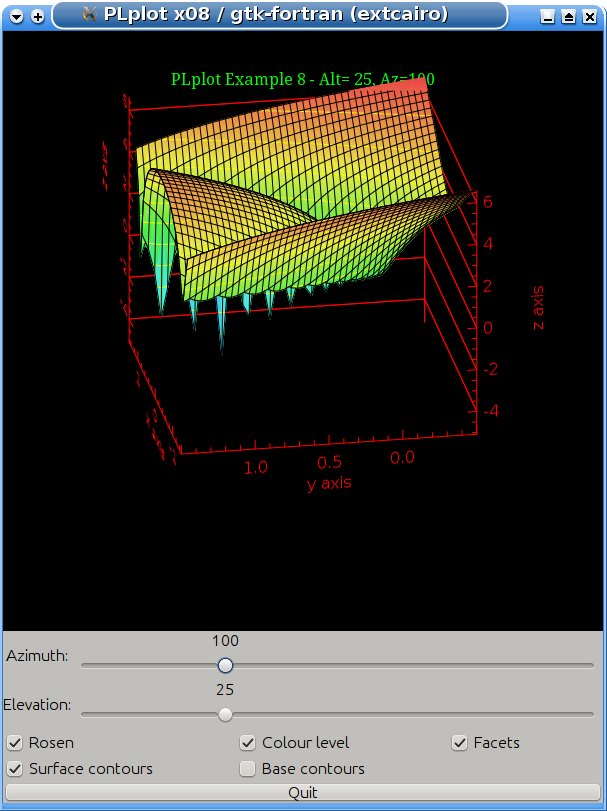 PLplot x08 / gtk-fortran (extcairo)
PLplot Example 8 - Alt= 25, Az=100
6
4
2
0
-2
-4
z axis
1.0
0.5
0.0
y axis
100
Azimuth:
25
Elevation:
Rosen
Colour level
Facets
Surface contours
Base contours
Quit